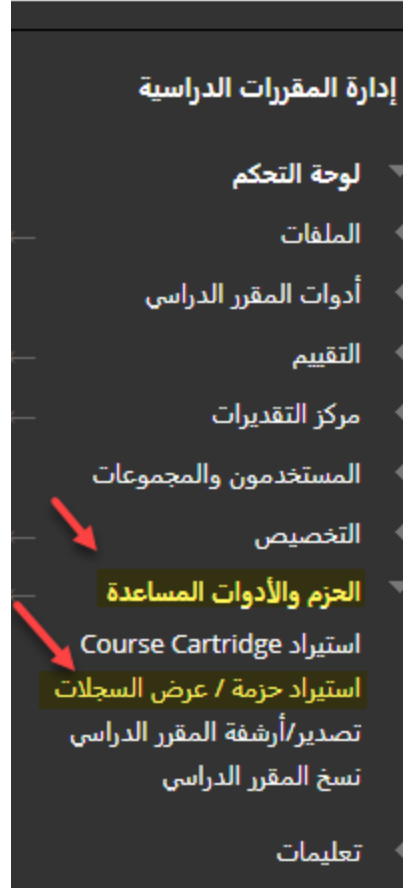 إدارة المقررات الدراسية
لوحة التحكم
الملفات
أدوات المقرر الدراسي
التقييم
مركز التقديرات
المستخدمون والمجموعات
التخصيص
الحزم والأدوات المساعدة
استيراد Course Cartridge
استيراد حزمة / عرض السجلات
تصدير/أرشفة المقرر الدراسي
نسخ المقرر الدراسي
تعليمات